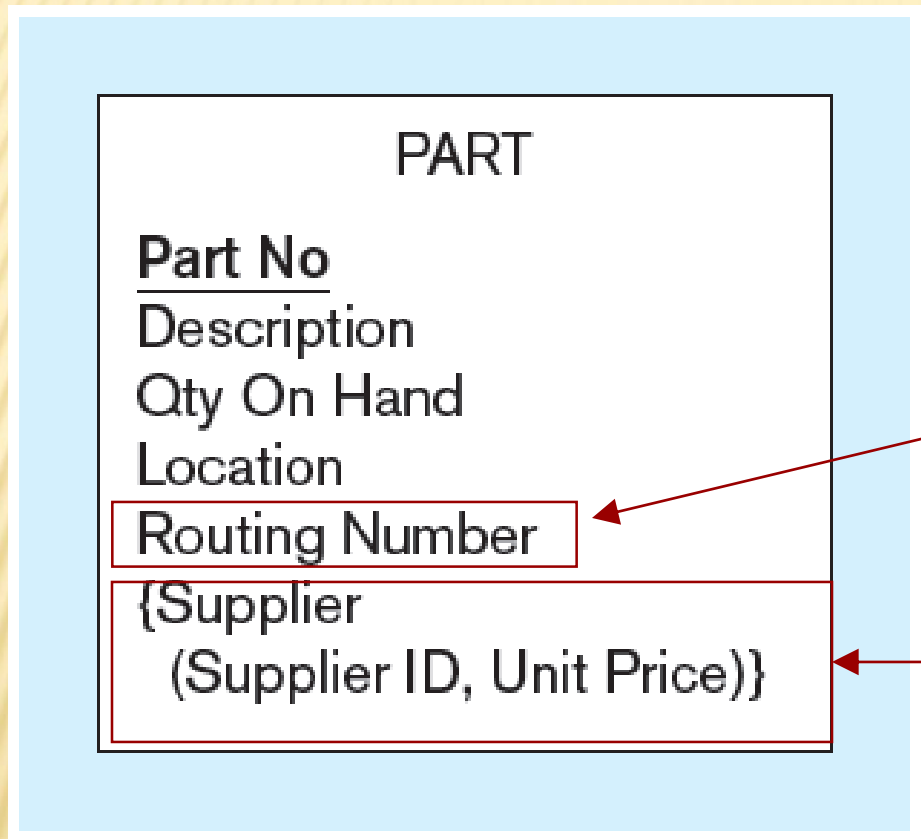 PART
Part No
Description
Qty On Hand
Location
Routing Number
{Supplier
(Supplier ID, Unit Price)}